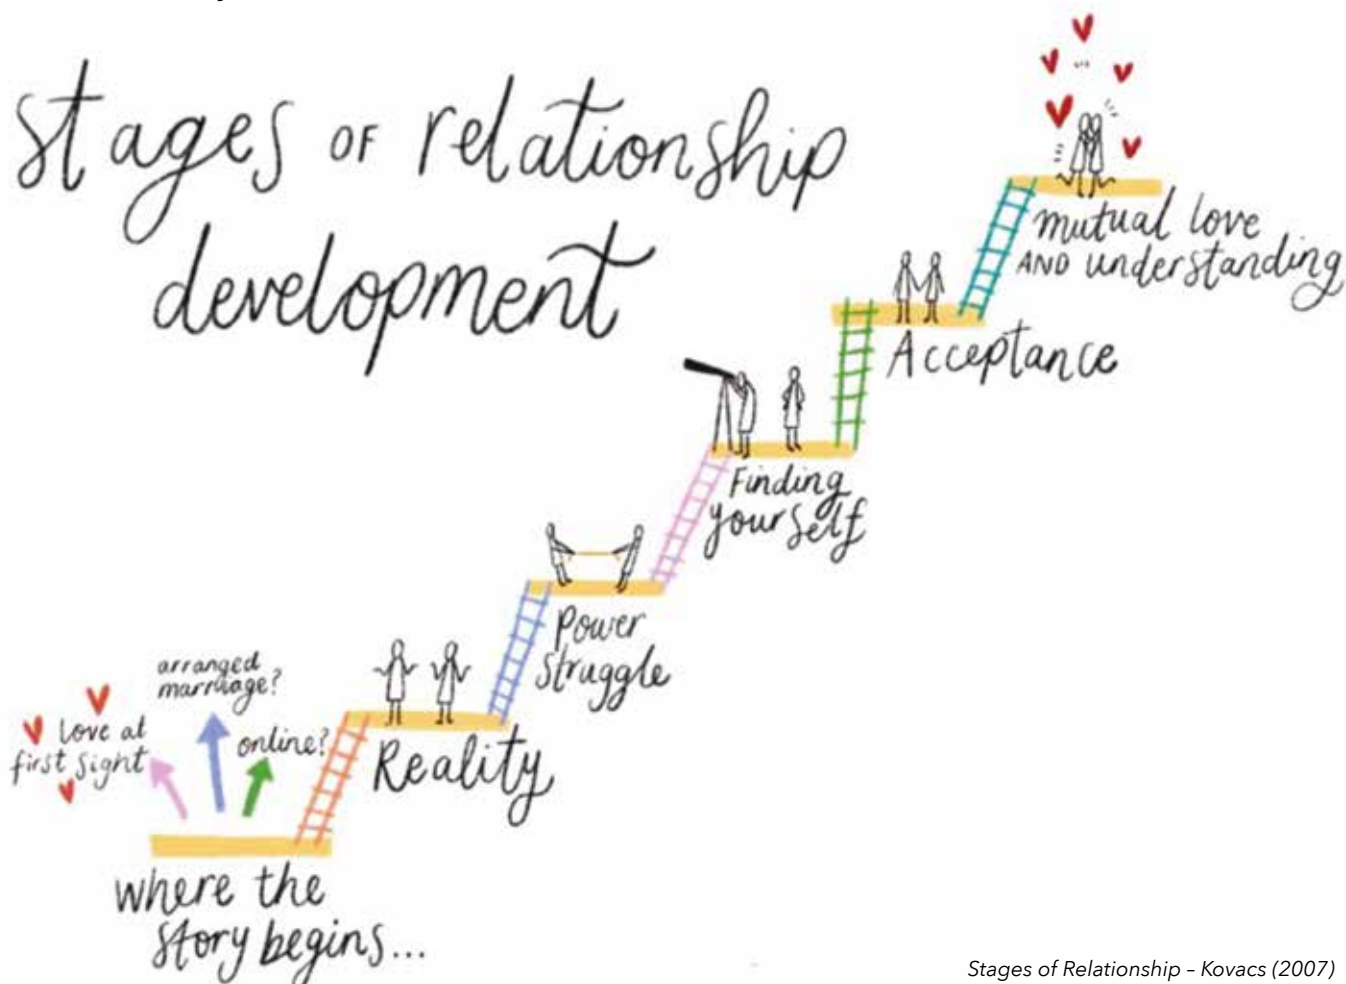 stages OF relationship
development
mutual love
AND understanding
Acceptance
Finding
yourself
Power
Struggle
Reality
arranged
marriage?
love at
first sight
online?
where the
story begins...
Stages of Relationship – Kovacs (2007)